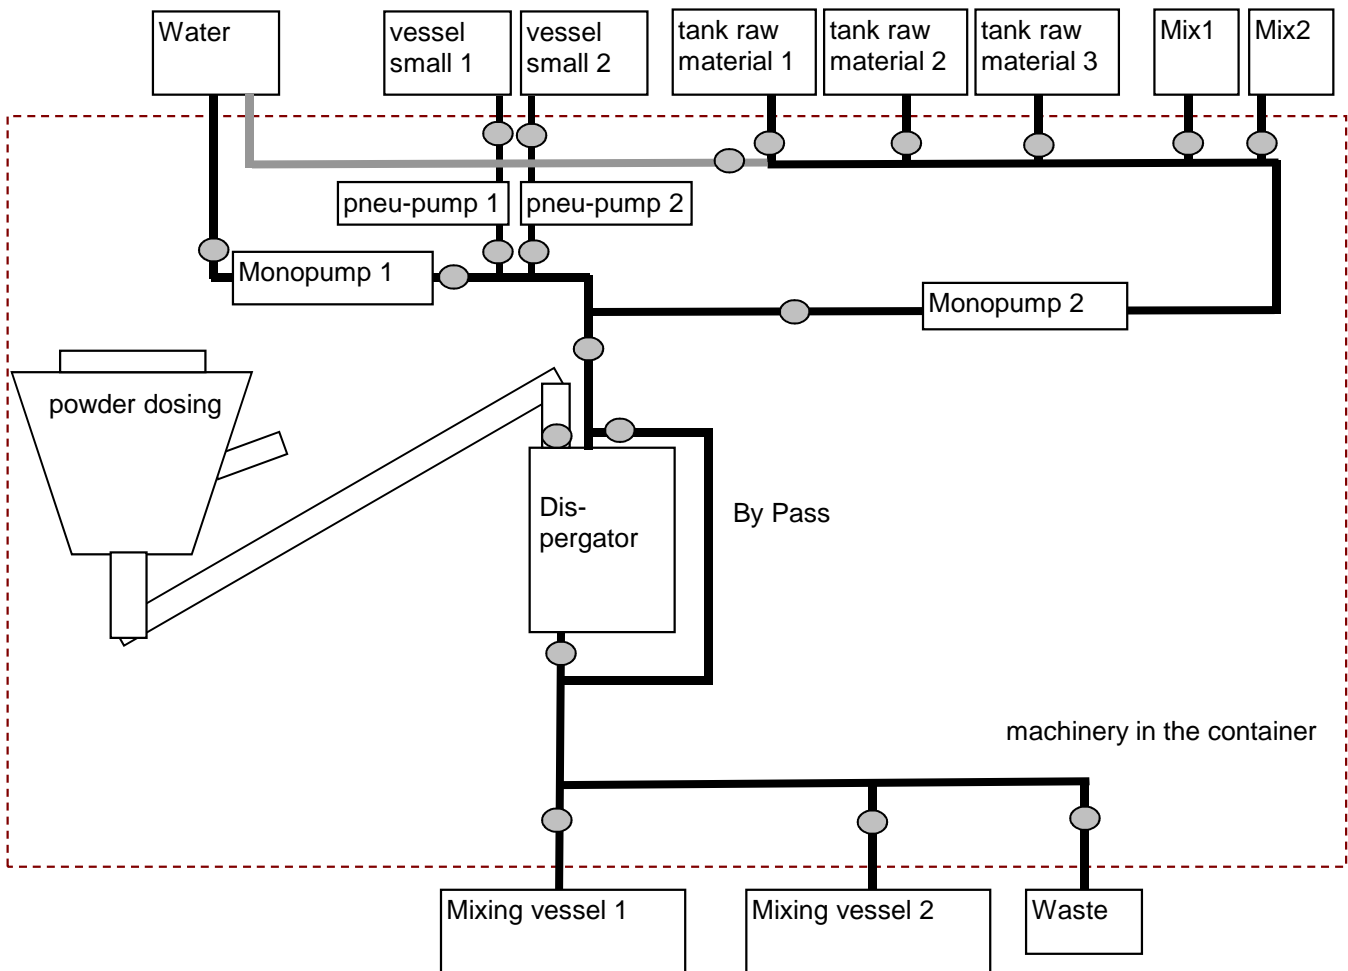 Water
vessel
small 1
vessel
small 2
tank raw
material 1
tank raw
material 2
tank raw
material 3
Mix1
Mix2
pneu-pump 1
pneu-pump 2
Monopump 1
Monopump 2
powder dosing
Dis-
pergator
By Pass
machinery in the container
Mixing vessel 1
Mixing vessel 2
Waste